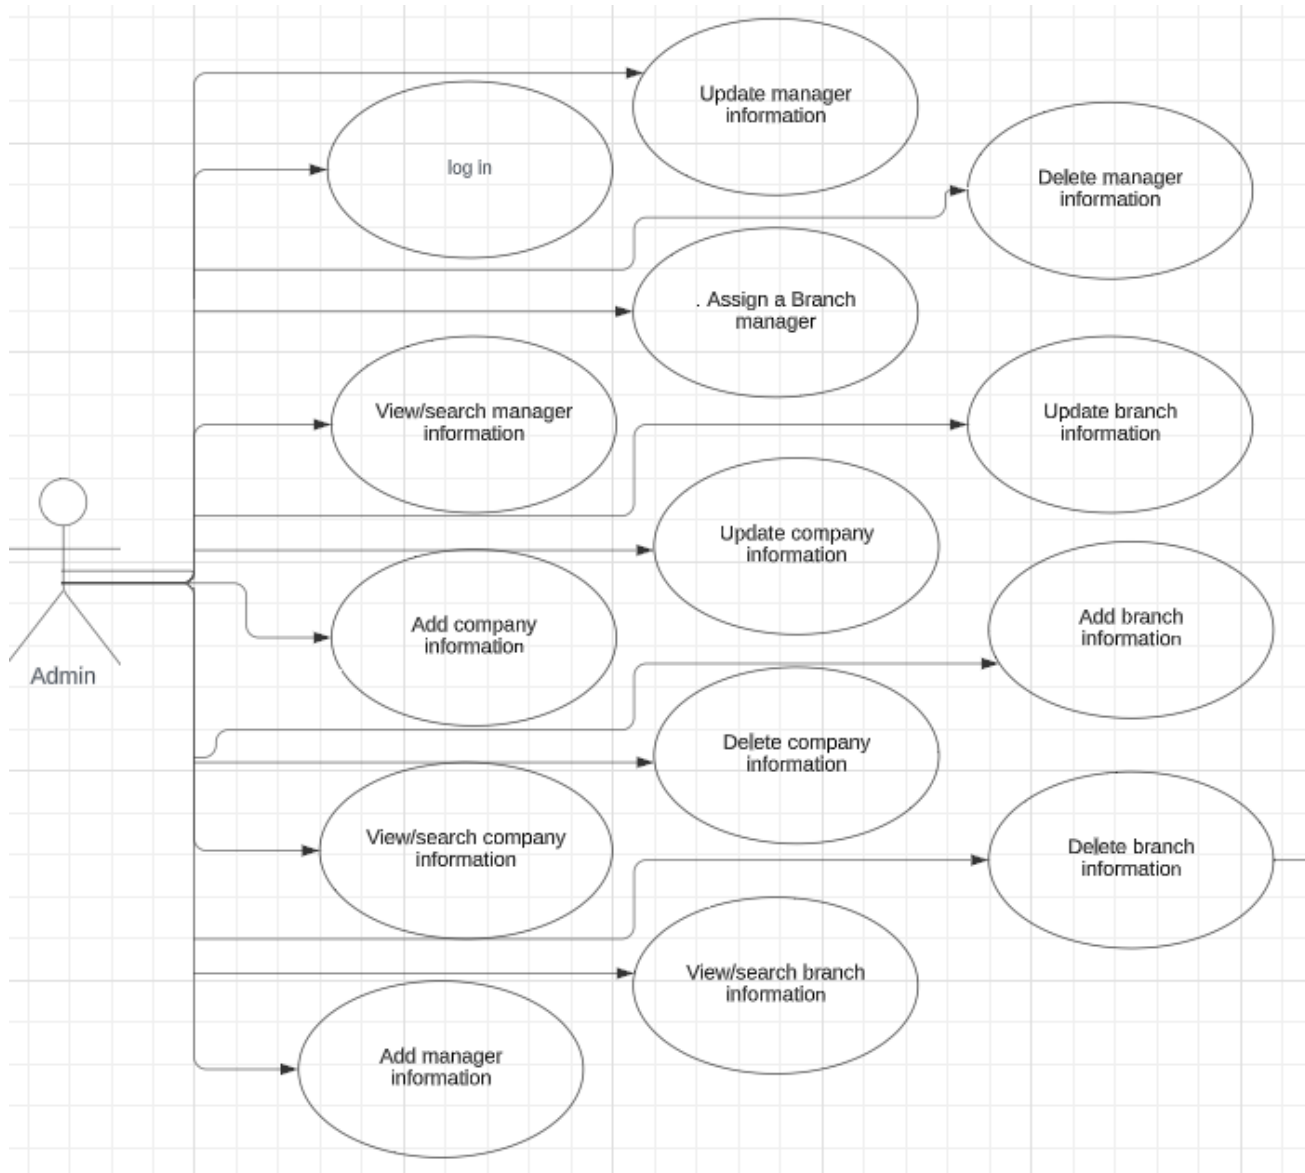 Update manager
information
log in
Delete manager
information
. Assign a Branch
manager
View/search manager
information
Update branch
information
Update company
information
Add company
information
Add branch
information
Admin
Delete company
information
View/search company
information
Delete branch
information
View/search branch
information
Add manager
information